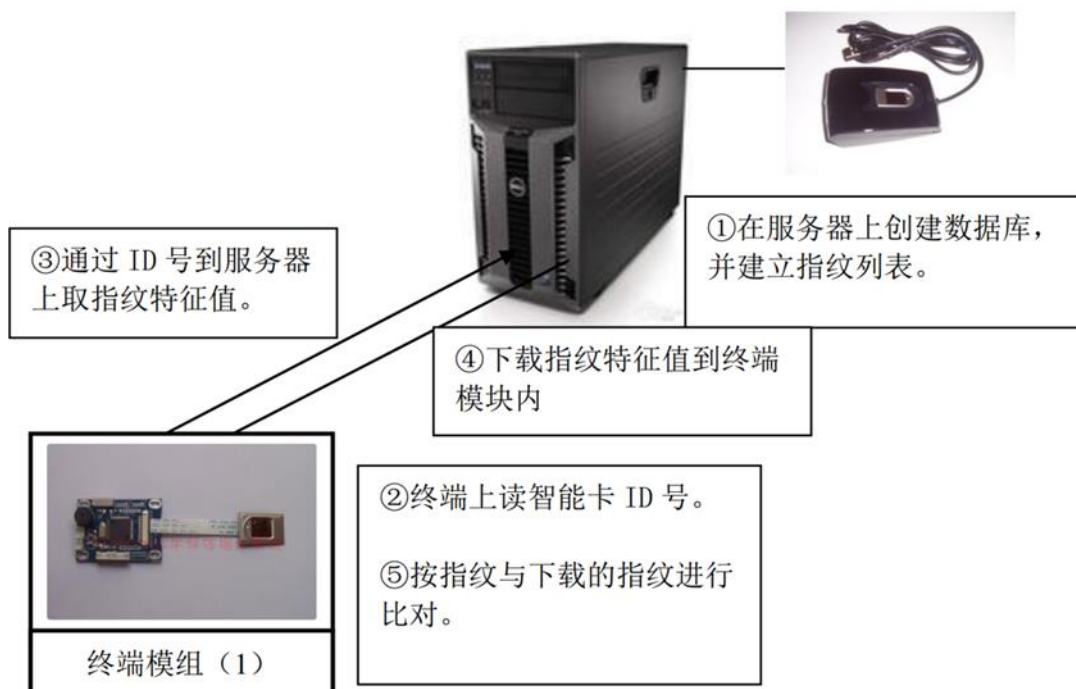 ①在服务器上创建数据库，
并建立指纹列表。
③通过 ID 号到服务器
上取指纹特征值。
④下载指纹特征值到终端
模块内
②终端上读智能卡 ID 号。
⑤按指纹与下载的指纹进行
比对。
终端模组（1）